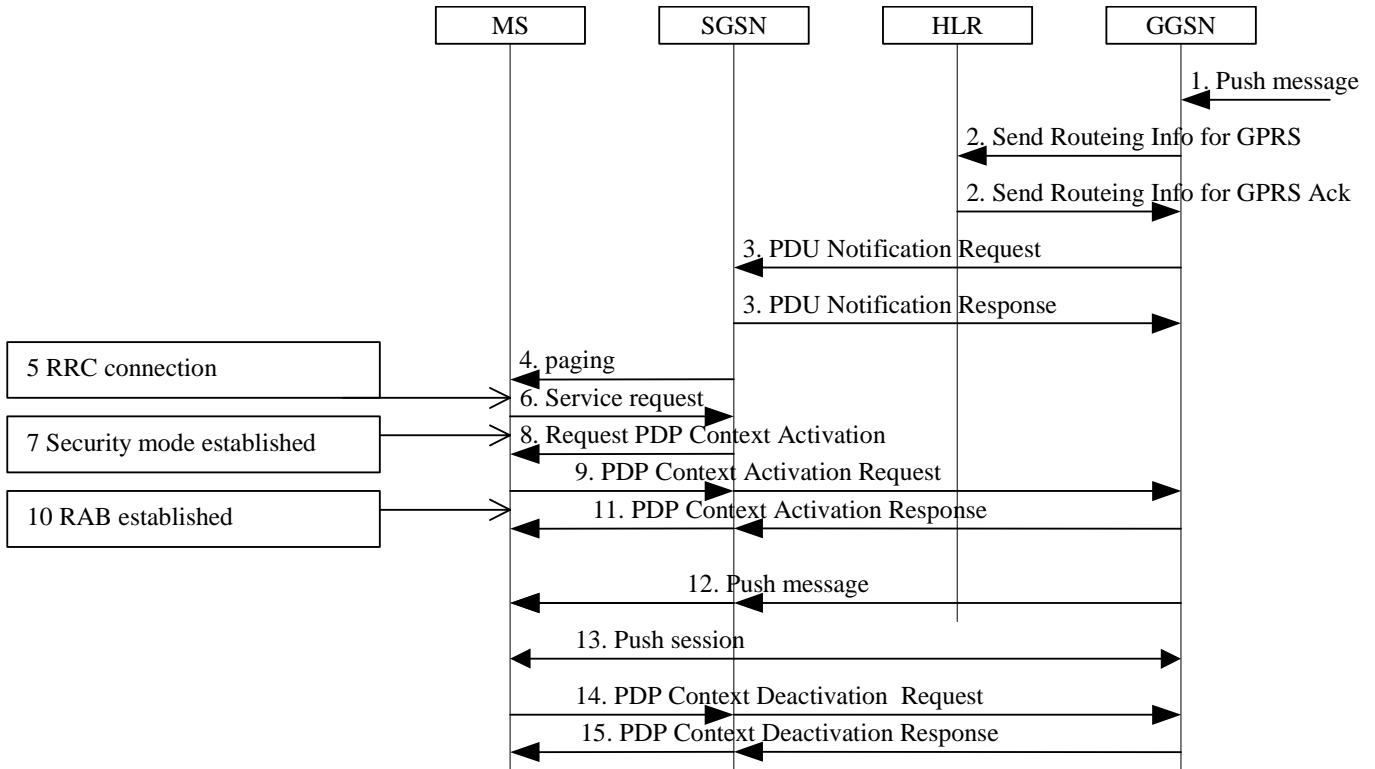 MS SGSN HLR GGSN
1. Push message
2. Send Routeing Info for GPRS
2. Send Routeing Info for GPRS Ack
3. PDU Notification Request
3. PDU Notification Response
4. paging
5 RRC connection
6. Service request
7 Security mode established
8. Request PDP Context Activation
9. PDP Context Activation Request
10 RAB established
11. PDP Context Activation Response
12. Push message
13. Push session
14. PDP Context Deactivation Request
15. PDP Context Deactivation Response